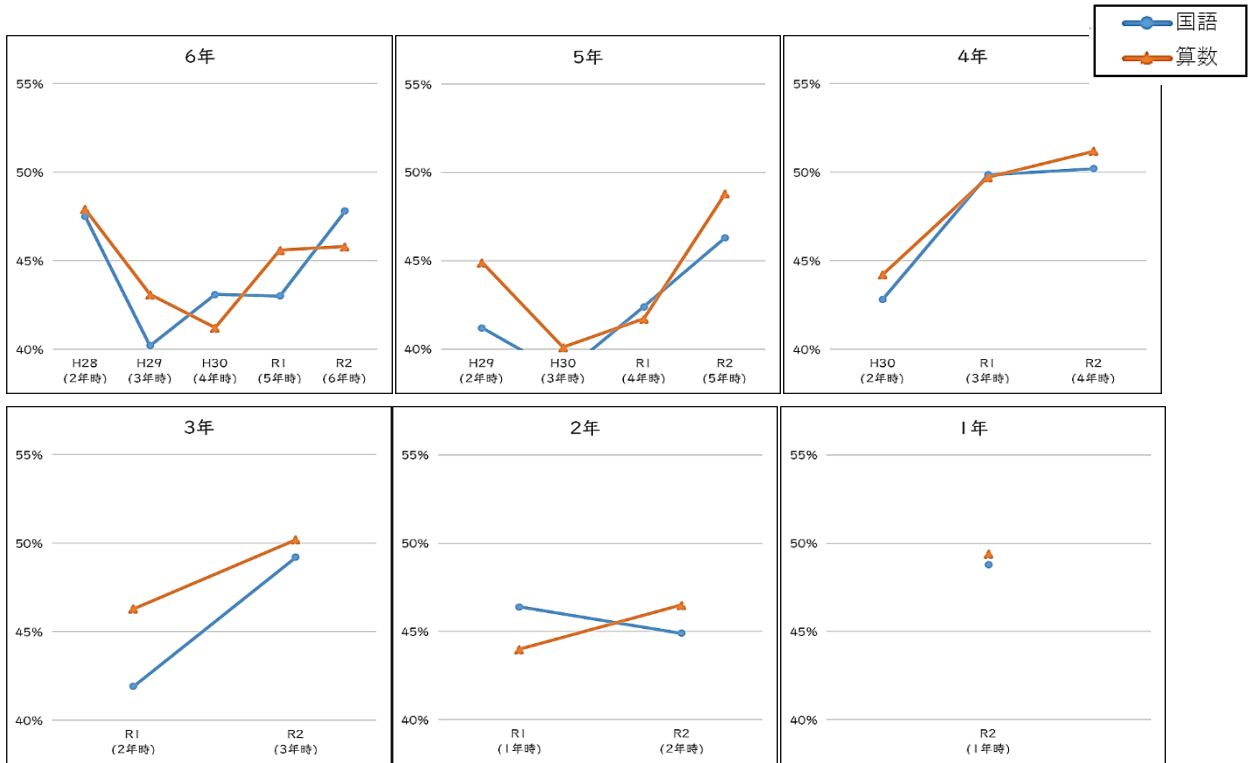 国語
算数
6年
55%
50%
45%
40%
H28 H29 H30 R1 R2
(2年時) (3年時) (4年時) (5年時) (6年時)
5年
55%
50%
45%
40%
H29 H30 R1 R2
(2年時) (3年時) (4年時) (5年時)
4年
55%
50%
45%
40%
H30 R1 R2
(2年時) (3年時) (4年時)
3年
55%
50%
45%
40%
R1 R2
(2年時) (3年時)
2年
55%
50%
45%
40%
R1 R2
(1年時) (2年時)
1年
55%
50%
45%
40%
R2
(1年時)